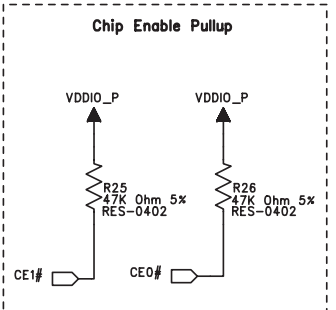 Chip Enable Pullup
VDDIO_P
VDDIO_P
R25
47K Ohm 5%
RES-0402
R26
47K Ohm 5%
RES-0402
CE1#
CE0#